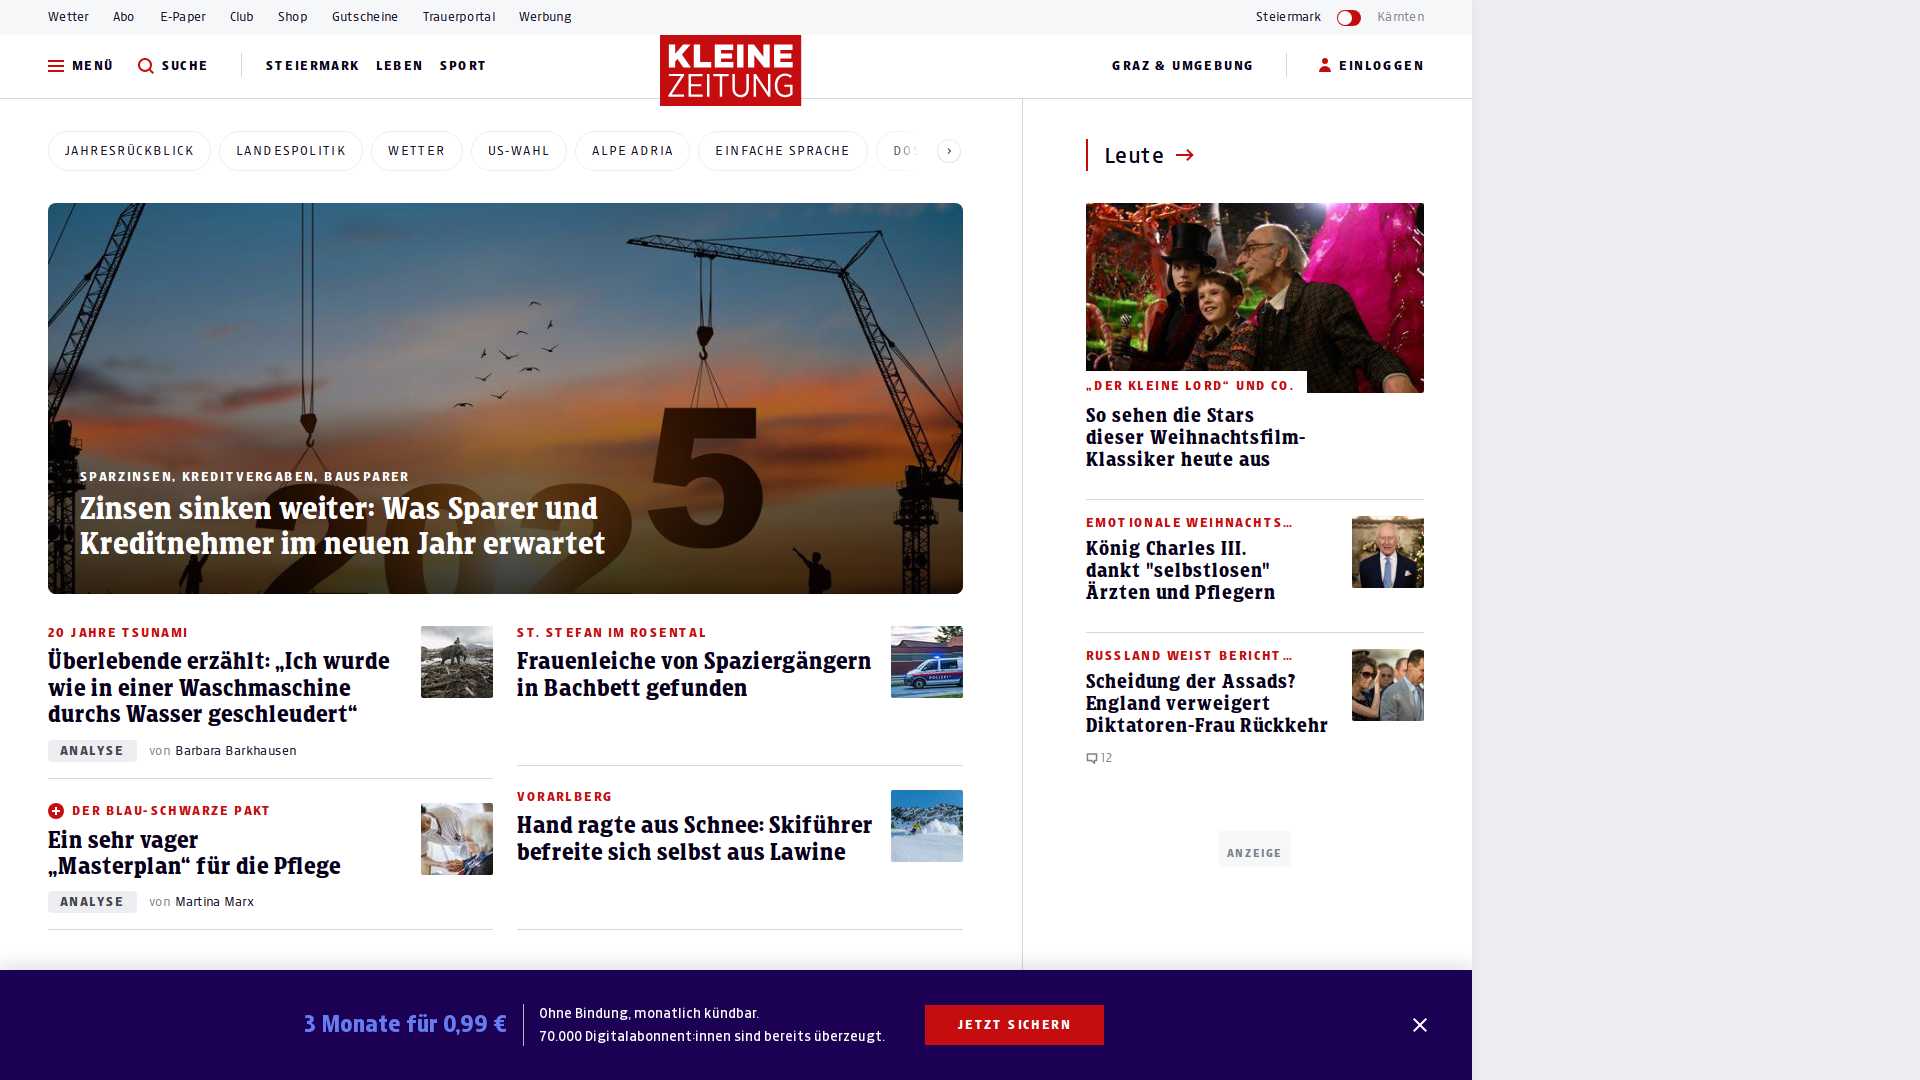 Wetter Abo E-Paper Club Shop Gutscheine Trauerportal Werbung Steiermark Kärnten
MENÜ SUCHE STEIERMARK LEBEN SPORT KLEINE ZEITUNG GRAZ & UMGEBUNG EINLOGGEN
JAHRESRÜCKBLICK LANDESPOLITIK WETTER US-WAHL ALPE ADRIA EINFACHE SPRACHE
SPARZINSEN, KREDITVERGABEN, BAUSPARER
Zinsen sinken weiter: Was Sparer und
Kreditnehmer im neuen Jahr erwartet
2025
20 JAHRE TSUNAMI
Überlebende erzählt: „Ich wurde
wie in einer Waschmaschine
durchs Wasser geschleudert“
ANALYSE von Barbara Barkhausen
DER BLAU-SCHWARZE PAKT
Ein sehr vager
„Masterplan“ für die Pflege
ANALYSE von Martina Marx
ST. STEFAN IM ROSENTAL
Frauenleiche von Spaziergängern
in Bachbett gefunden
POLIZEI
VORARLBERG
Hand ragte aus Schnee: Skiführer
befreite sich selbst aus Lawine
Leute
„DER KLEINE LORD“ UND CO.
So sehen die Stars
dieser Weihnachtsfilm-
Klassiker heute aus
EMOTIONALE WEIHNACHTS…
König Charles III.
dankt "selbstlosen"
Ärzten und Pflegern
RUSSLAND WEIST BERICHT…
Scheidung der Assads?
England verweigert
Diktatoren-Frau Rückkehr
12
ANZEIGE
3 Monate für 0,99 €
Ohne Bindung, monatlich kündbar.
70.000 Digitalabonnent:innen sind bereits überzeugt.
JETZT SICHERN